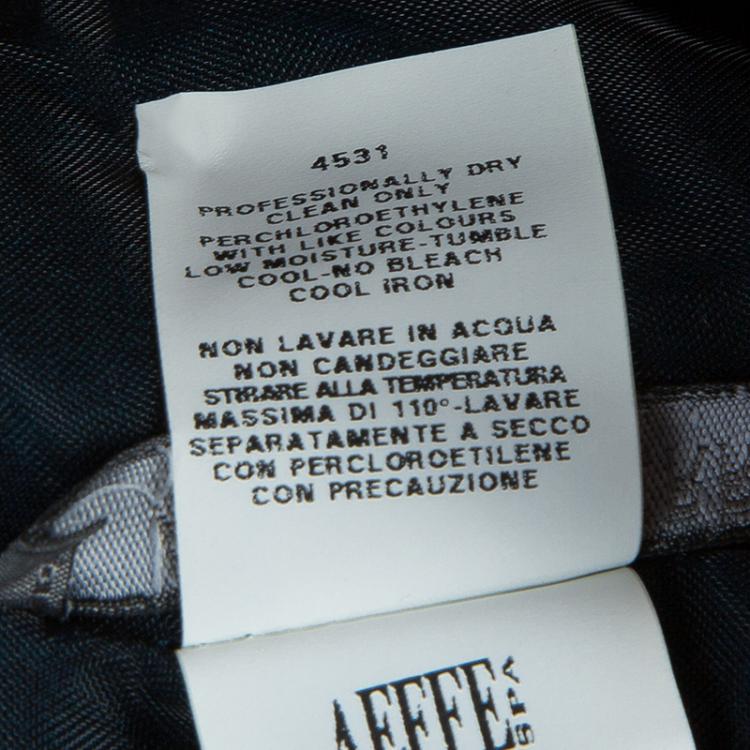 4531
PROFESSIONALLY DRY
CLEAN ONLY
PERCHLOROETHYLENE
WITH LIKE COLOURS
LOW MOISTURE-TUMBLE
COOL-NO BLEACH
COOL IRON
NON LAVARE IN ACQUA
NON CANDEGGIARE
STIRARE ALLA TEMPERATURA
MASSIMA DI 110°-LAVARE
SEPARATAMENTE A SECCO
CON PERCLOROETILENE
CON PRECAUZIONE
AEFFE SPA